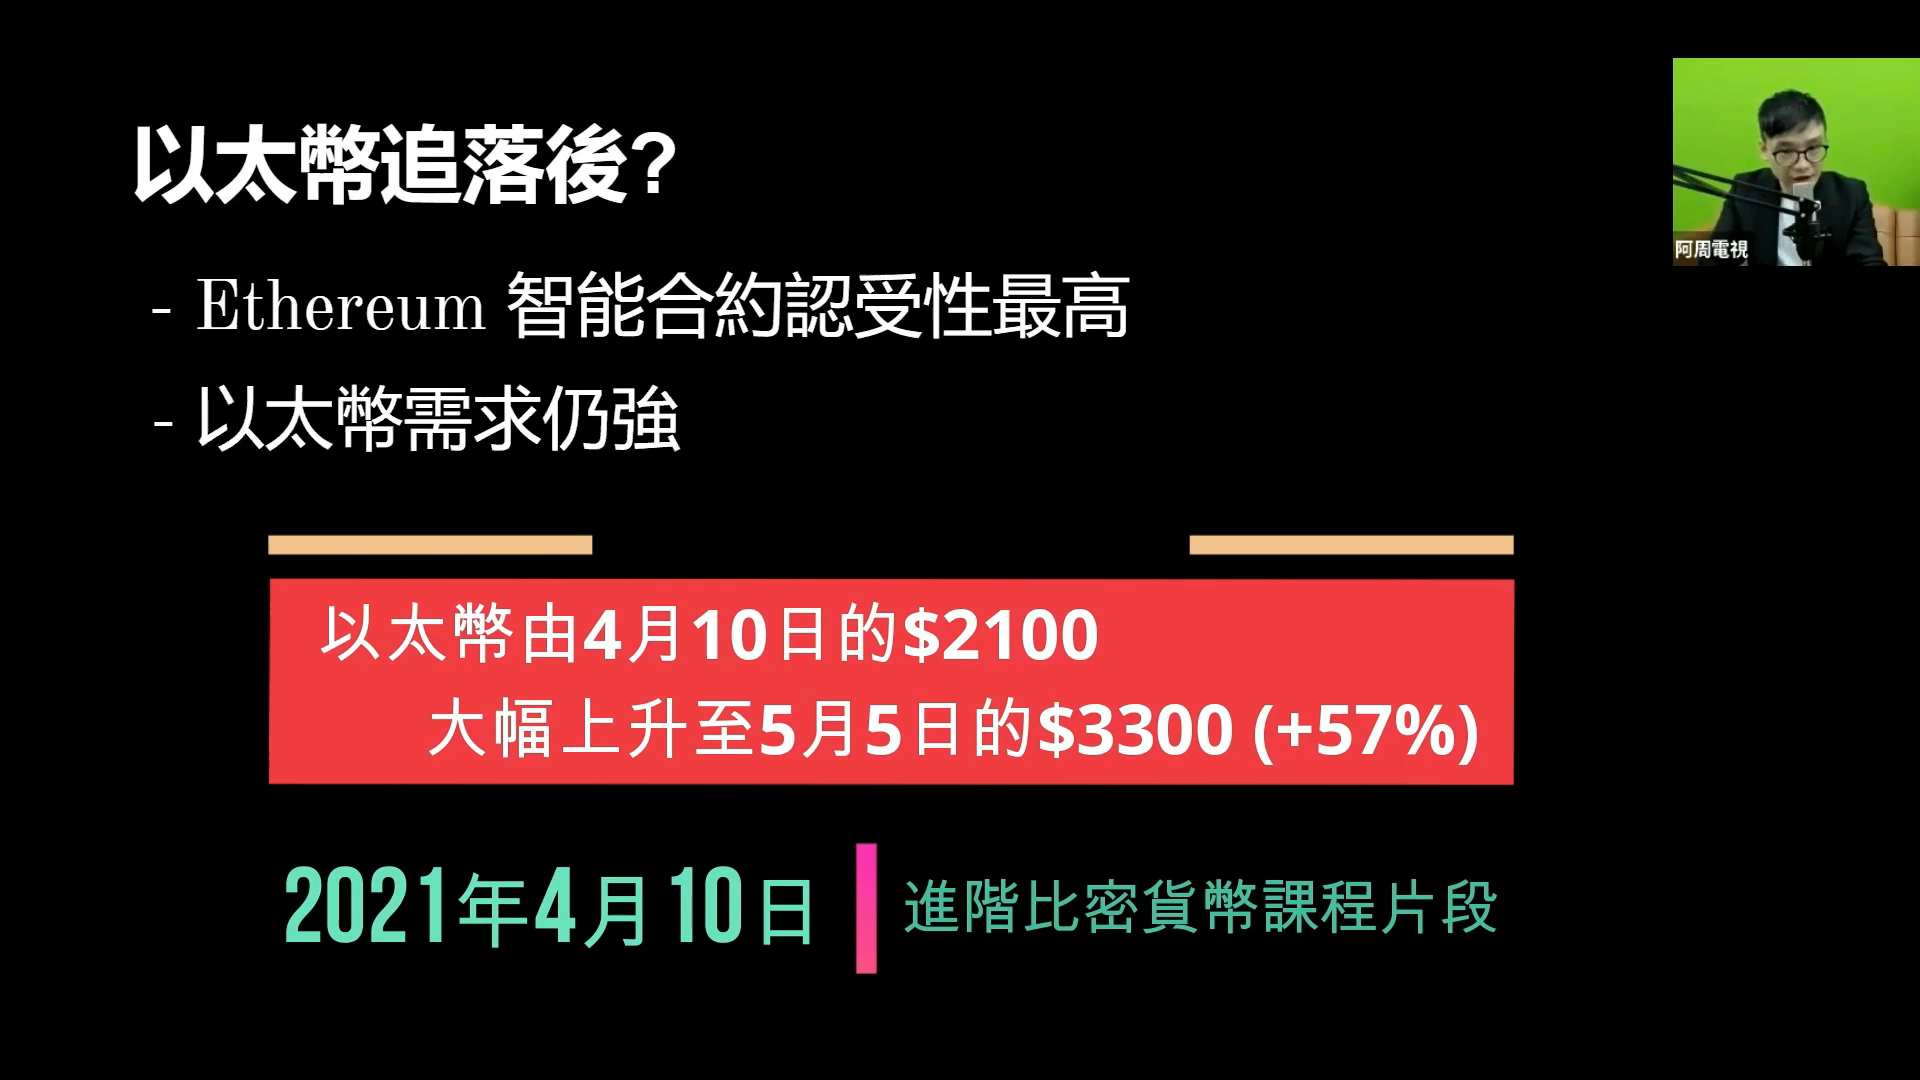 以太幣追落後?
- Ethereum 智能合約認受性最高
- 以太幣需求仍強
以太幣由4月10日的$2100
大幅上升至5月5日的$3300 (+57%)
2021年4月10日
進階比密貨幣課程片段
阿周電視